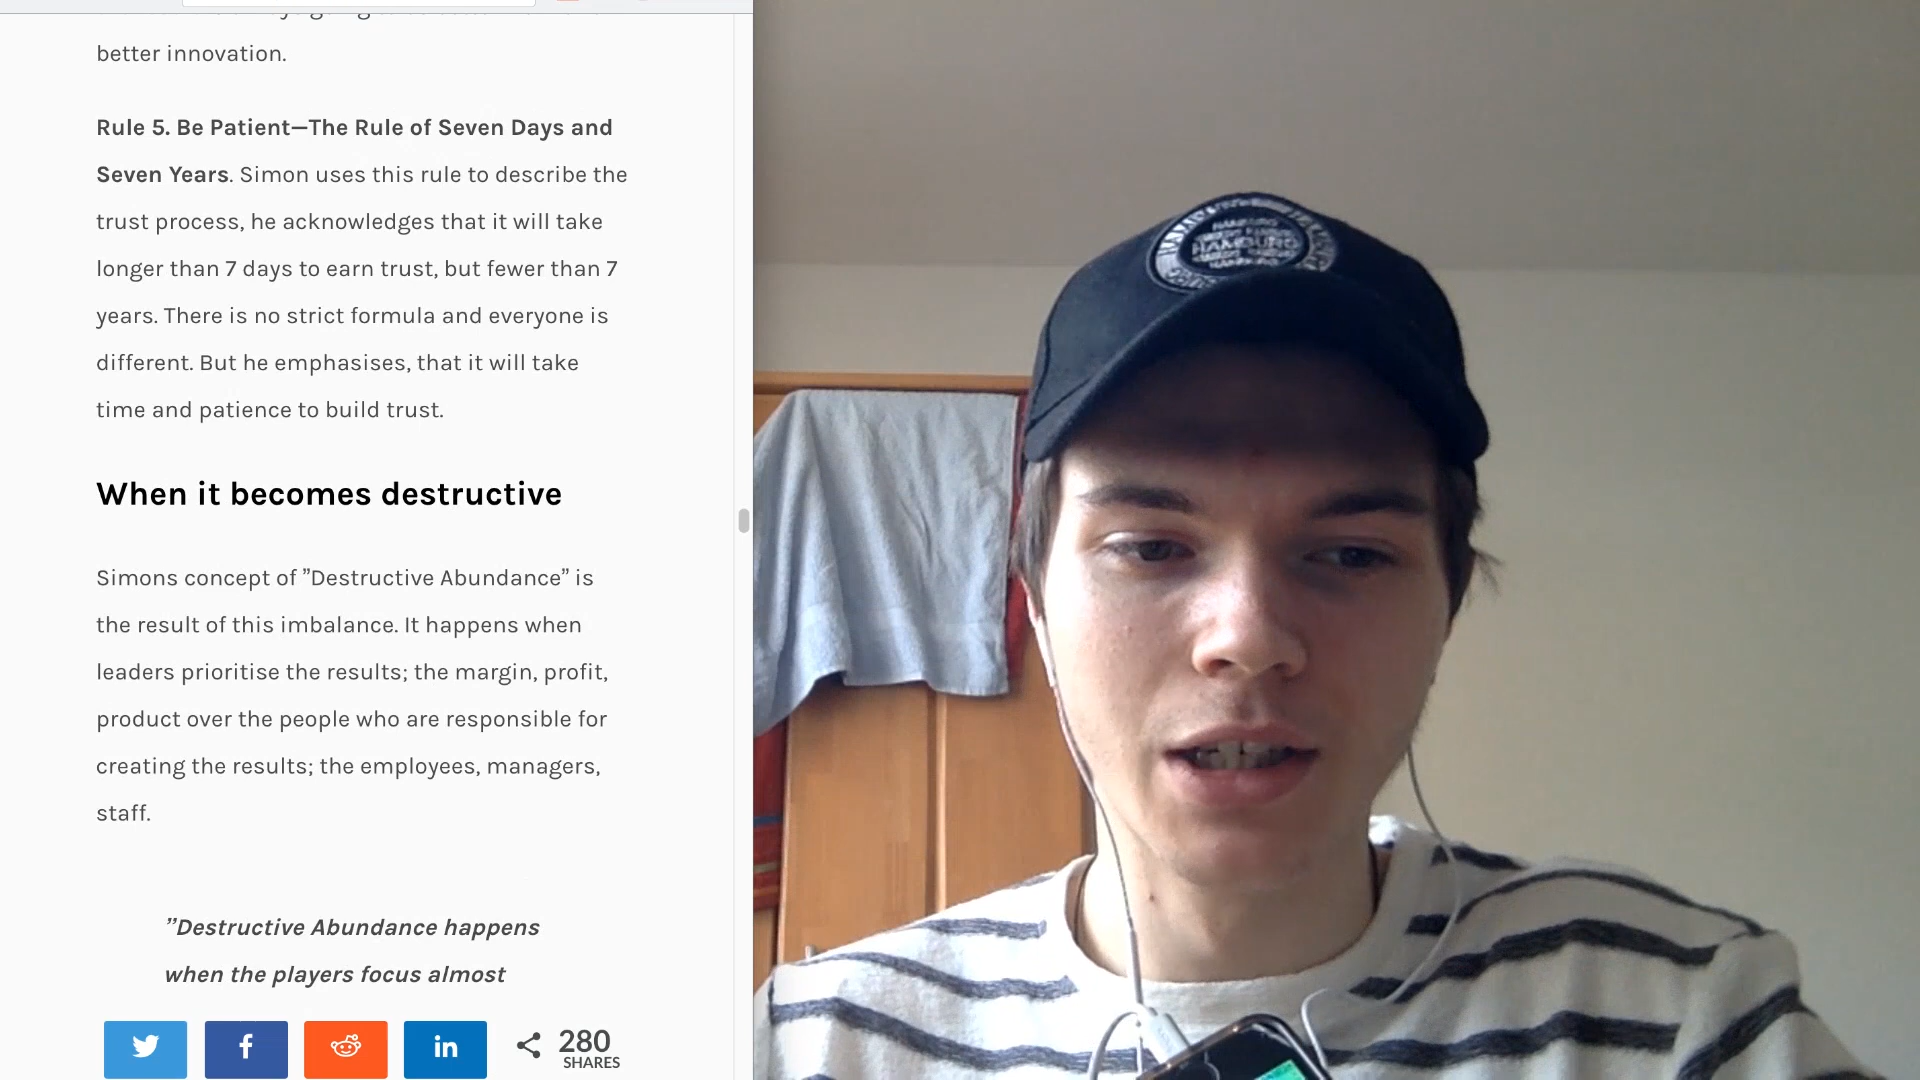 better innovation.
Rule 5. Be Patient—The Rule of Seven Days and
Seven Years. Simon uses this rule to describe the
trust process, he acknowledges that it will take
longer than 7 days to earn trust, but fewer than 7
years. There is no strict formula and everyone is
different. But he emphasises, that it will take
time and patience to build trust.
When it becomes destructive
Simons concept of ”Destructive Abundance” is
the result of this imbalance. It happens when
leaders prioritise the results; the margin, profit,
product over the people who are responsible for
creating the results; the employees, managers,
staff.
”Destructive Abundance happens
when the players focus almost
280
SHARES
HAMBURG